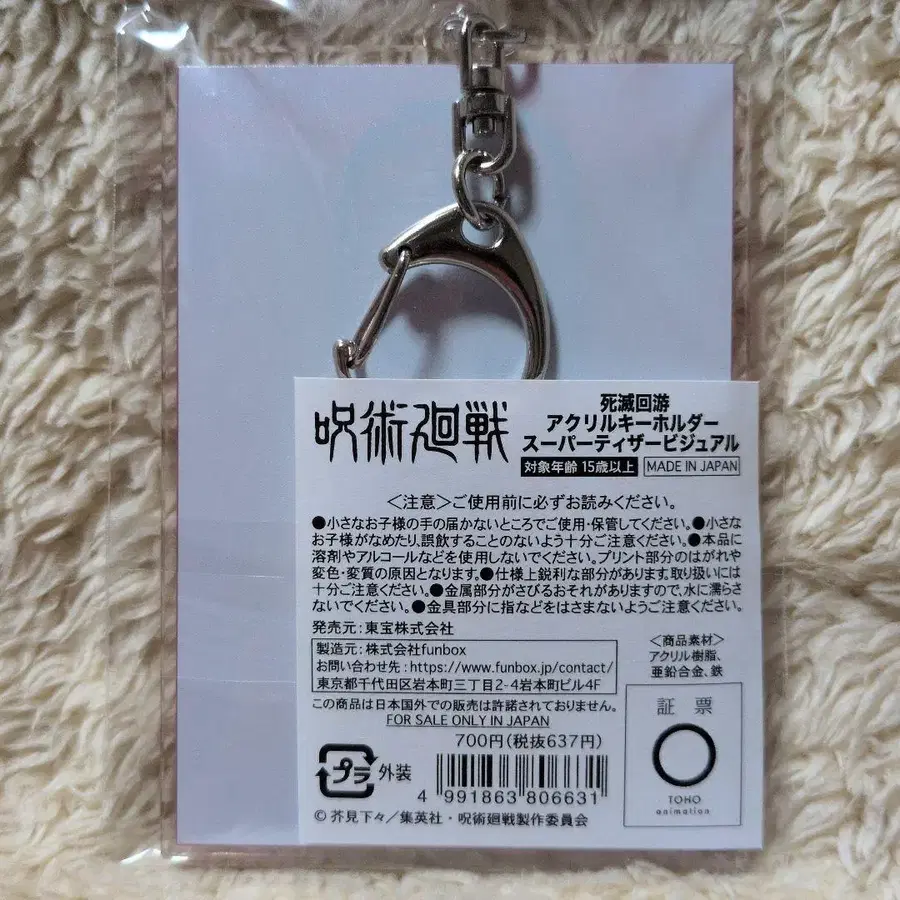 呪術廻戦
死滅回游
アクリルキーホルダー
スーパーティザービジュアル
対象年齢 15歳以上 MADE IN JAPAN
＜注意＞ご使用前に必ずお読みください。
●小さなお子様の手の届かないところでご使用・保管してください。●小さな
お子様がなめたり、誤飲することのないよう十分ご注意ください。●本品に
溶剤やアルコールなどを使用しないでください。プリント部分のはがれや
変色・変質の原因となります。●仕様上鋭利な部分があります。取り扱いには
十分ご注意ください。●金属部分がさびるおそれがありますので、水に濡らさ
ないでください。●金具部分に指などをはさまないようご注意ください。
発売元：東宝株式会社
製造元：株式会社funbox
お問い合わせ先：https://www.funbox.jp/contact/
東京都千代田区岩本町三丁目2-4岩本町ビル4F
＜商品素材＞
アクリル樹脂、
亜鉛合金、鉄
この商品は日本国外での販売は許諾されておりません。
FOR SALE ONLY IN JAPAN
700円(税抜637円)
プラ 外装
4 991863 806631
©芥見下々／集英社・呪術廻戦製作委員会
証 票
TOHO
animation